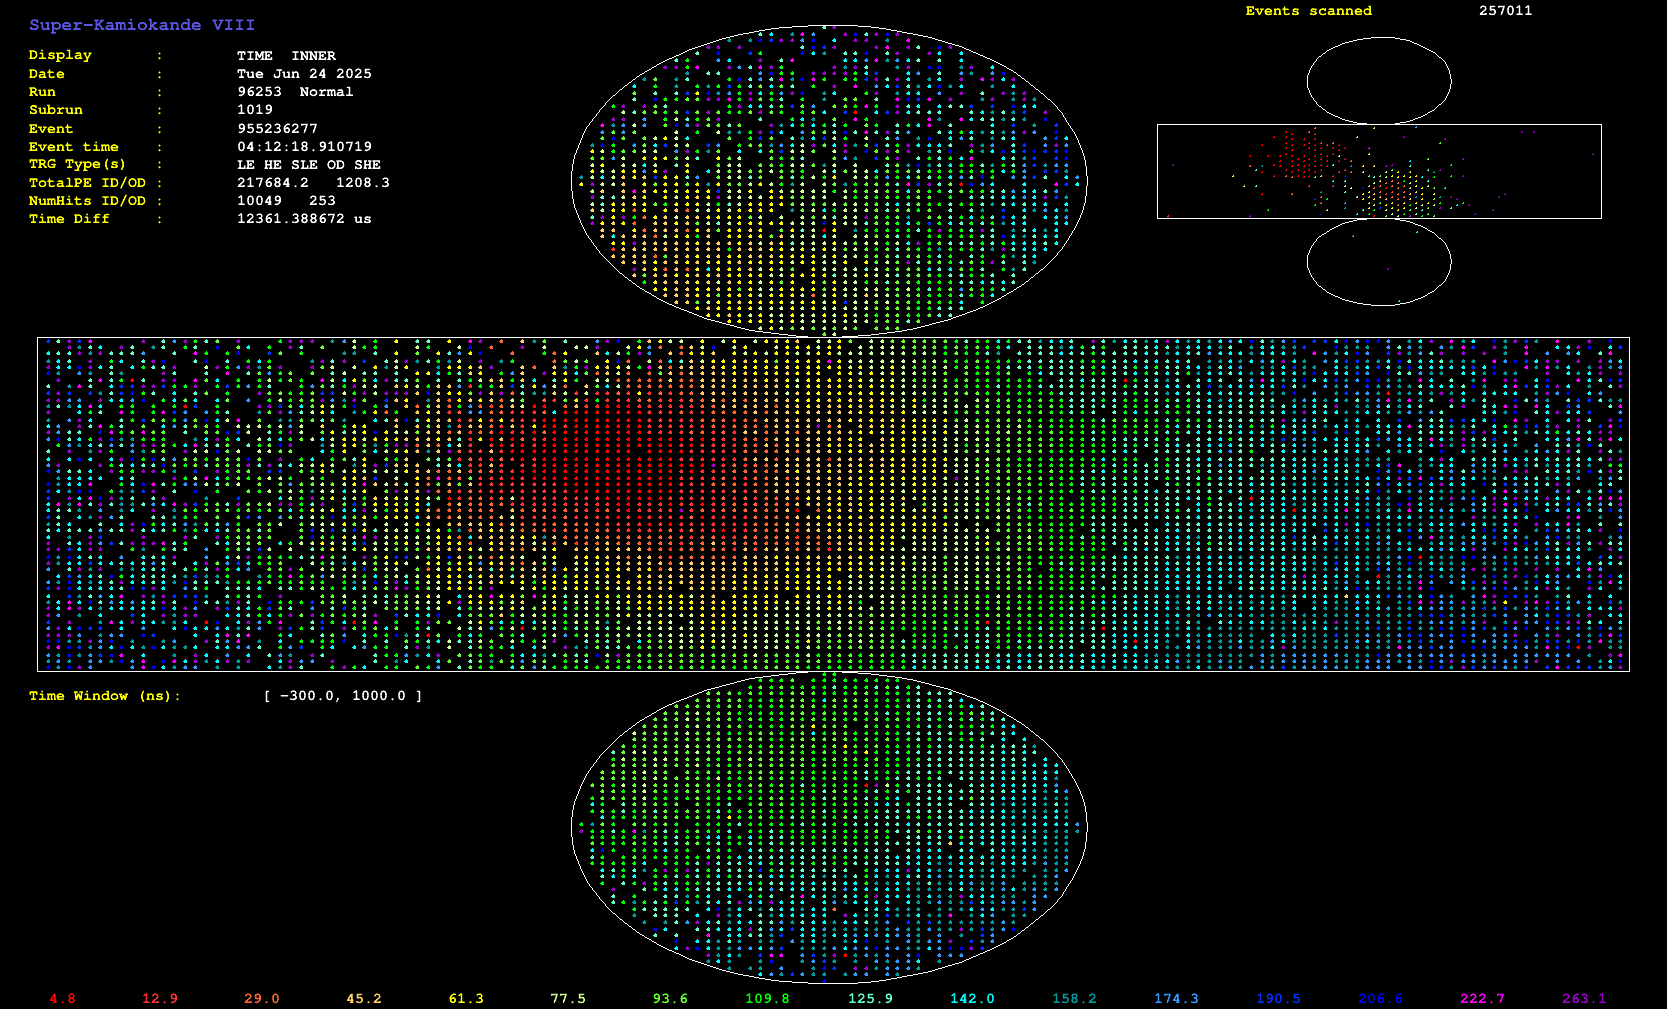 Super-Kamiokande VIII
Display : TIME INNER
Date : Tue Jun 24 2025
Run : 96253 Normal
Subrun : 1019
Event : 955236277
Event time : 04:12:18.910719
TRG Type(s) : LE HE SLE OD SHE
TotalPE ID/OD : 217684.2 1208.3
NumHits ID/OD : 10049 253
Time Diff : 12361.388672 us
Events scanned 257011
Time Window (ns): [ -300.0, 1000.0 ]
4.8 12.9 29.0 45.2 61.3 77.5 93.6 109.8 125.9 142.0 158.2 174.3 190.5 206.6 222.7 263.1